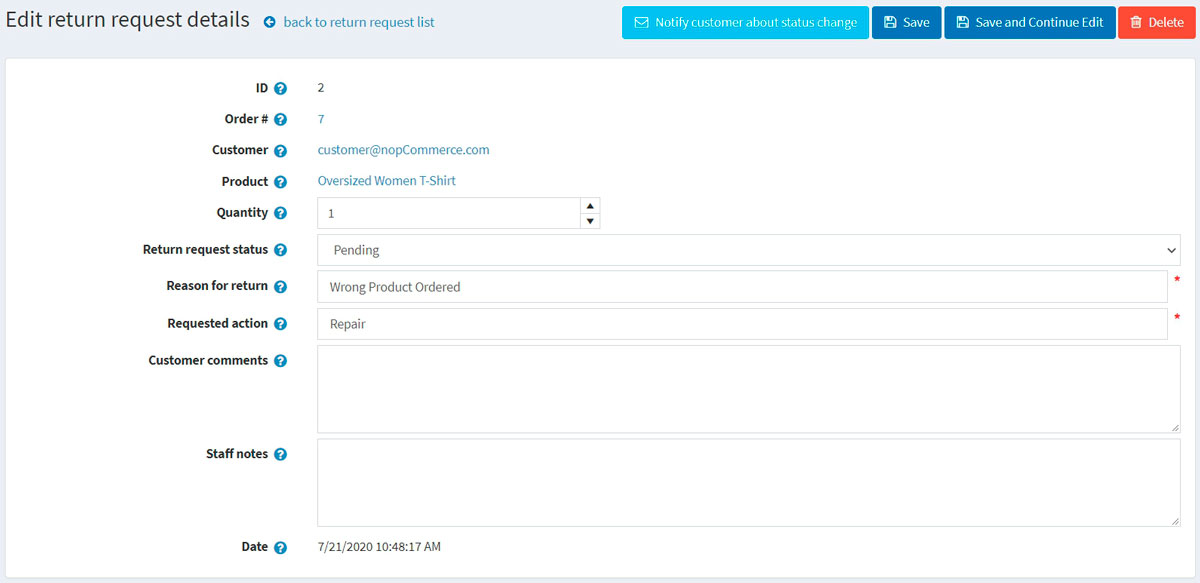 Edit return request details back to return request list Notify customer about status change Save Save and Continue Edit Delete
ID 2
Order # 7
Customer customer@nopCommerce.com
Product Oversized Women T-Shirt
Quantity 1
Return request status Pending
Reason for return Wrong Product Ordered *
Requested action Repair *
Customer comments
Staff notes
Date 7/21/2020 10:48:17 AM